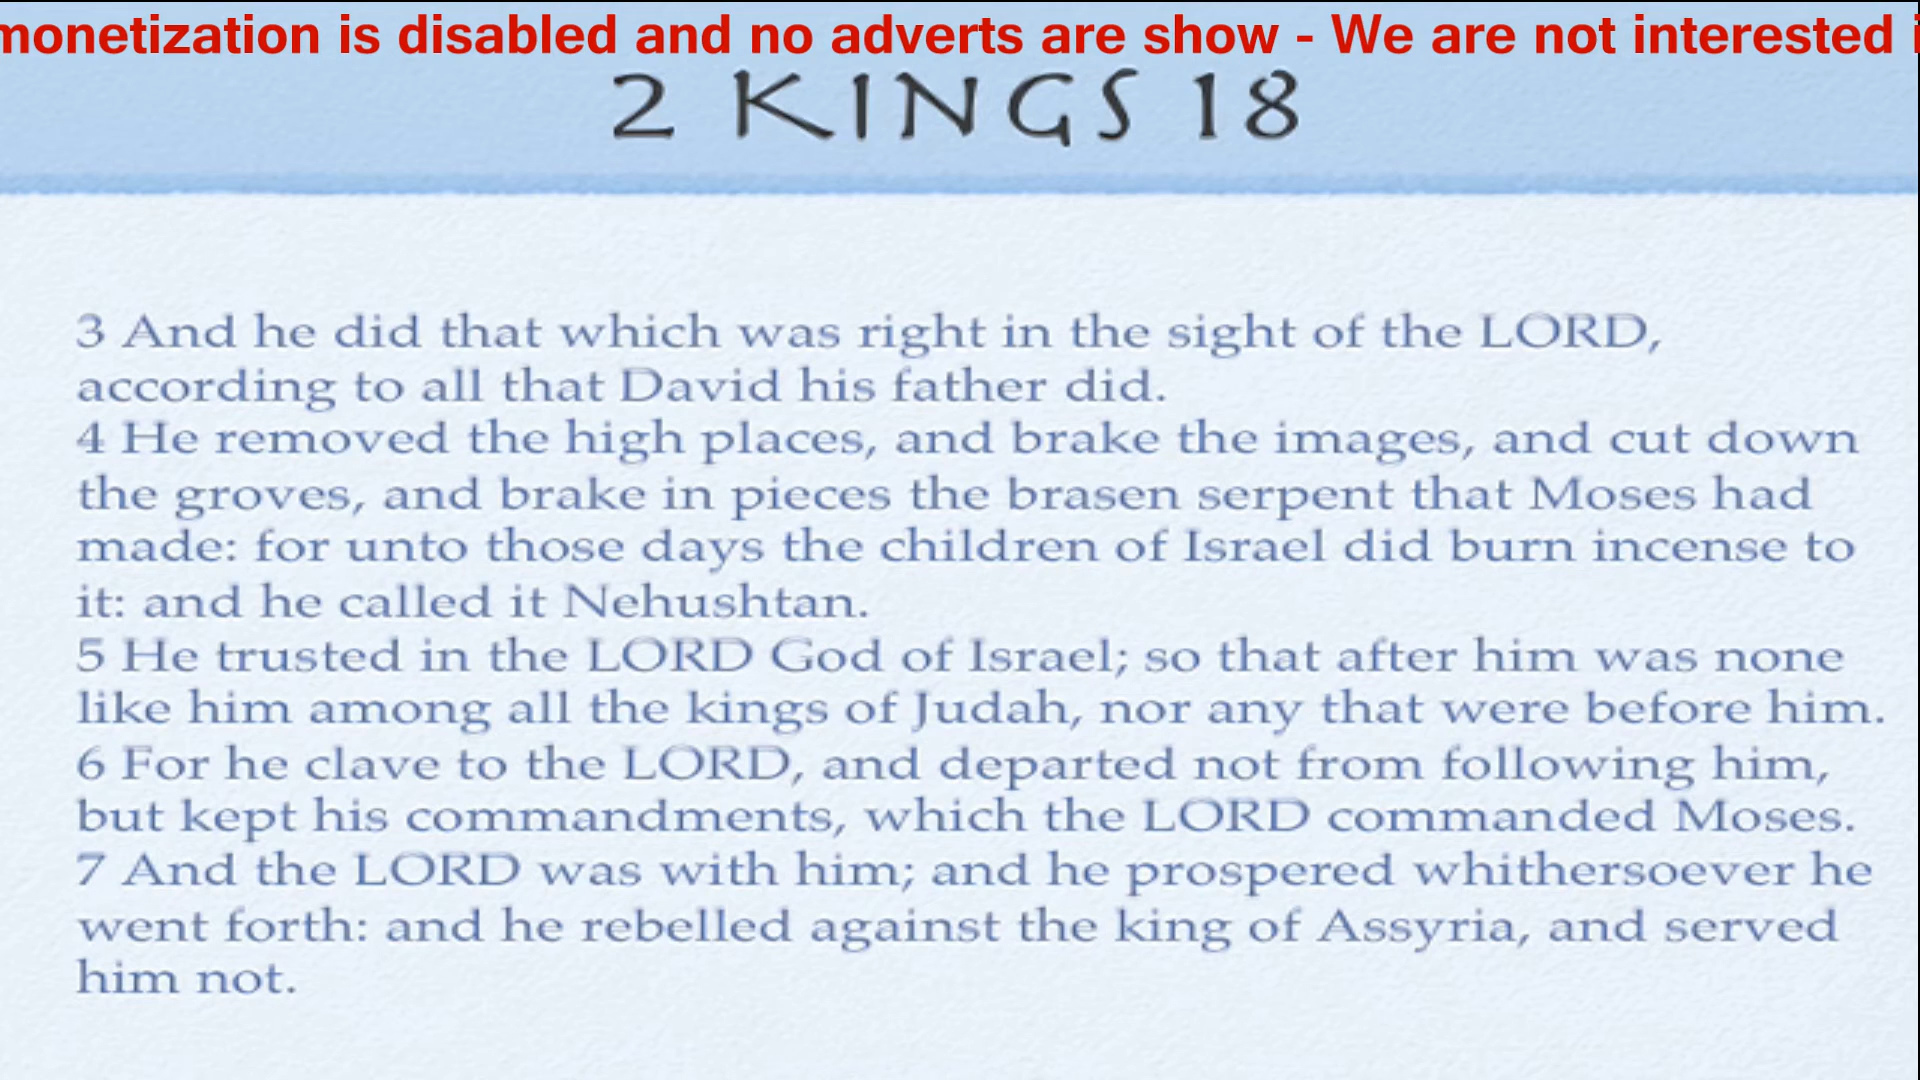 monetization is disabled and no adverts are show - We are not interested
2 KINGS 18
3 And he did that which was right in the sight of the LORD,
according to all that David his father did.
4 He removed the high places, and brake the images, and cut down
the groves, and brake in pieces the brasen serpent that Moses had
made: for unto those days the children of Israel did burn incense to
it: and he called it Nehushtan.
5 He trusted in the LORD God of Israel; so that after him was none
like him among all the kings of Judah, nor any that were before him.
6 For he clave to the LORD, and departed not from following him,
but kept his commandments, which the LORD commanded Moses.
7 And the LORD was with him; and he prospered whithersoever he
went forth: and he rebelled against the king of Assyria, and served
him not.